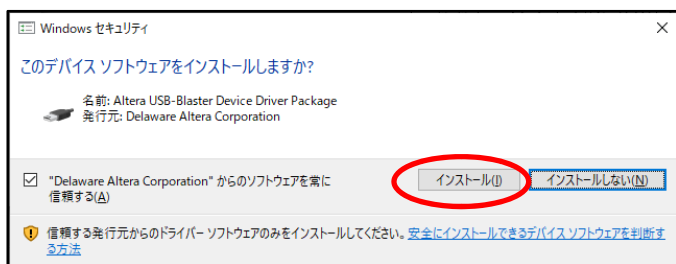 Windows セキュリティ
このデバイス ソフトウェアをインストールしますか?
名前: Altera USB-Blaster Device Driver Package
発行元: Delaware Altera Corporation
"Delaware Altera Corporation" からのソフトウェアを常に
信頼する(A)
インストール(I)
インストールしない(N)
信頼する発行元からのドライバー ソフトウェアのみをインストールしてください。安全にインストールできるデバイス ソフトウェアを判断す
る方法